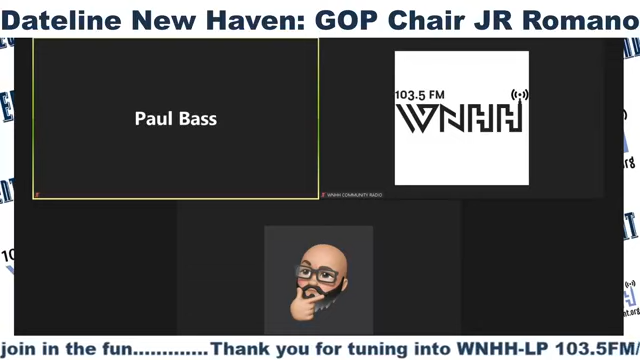 Dateline New Haven: GOP Chair JR Romano
Paul Bass
103.5 FM
WNHH
WNHH COMMUNITY RADIO
join in the fun.............Thank you for tuning into WNHH-LP 103.5FM/